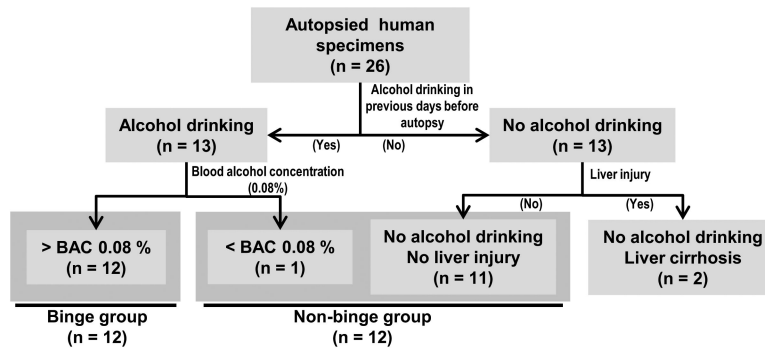 Autopsied human
specimens
(n = 26)
Alcohol drinking in
previous days before
autopsy
Alcohol drinking
(n = 13)
(Yes)
(No)
No alcohol drinking
(n = 13)
Blood alcohol concentration
(0.08%)
Liver injury
(No)
(Yes)
> BAC 0.08 %
(n = 12)
< BAC 0.08 %
(n = 1)
No alcohol drinking
No liver injury
(n = 11)
No alcohol drinking
Liver cirrhosis
(n = 2)
Binge group
(n = 12)
Non-binge group
(n = 12)